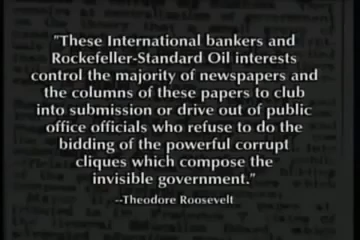 "These International bankers and
Rockefeller-Standard Oil interests
control the majority of newspapers and
the columns of these papers to club
into submission or drive out of public
office officials who refuse to do the
bidding of the powerful corrupt
cliques which compose the
invisible government."
--Theodore Roosevelt